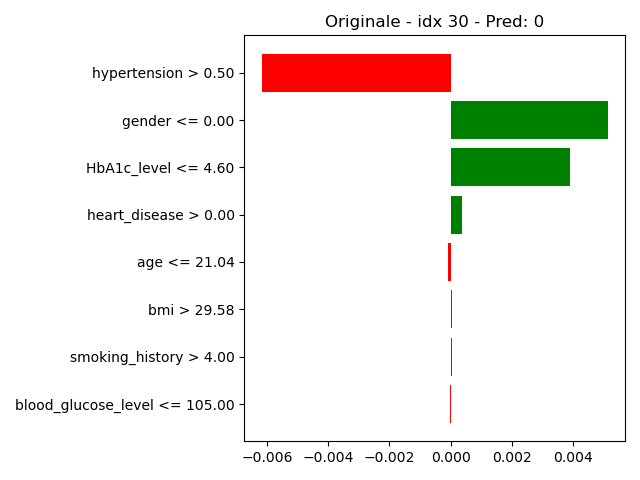 Originale - idx 30 - Pred: 0
hypertension > 0.50
gender <= 0.00
HbA1c_level <= 4.60
heart_disease > 0.00
age <= 21.04
bmi > 29.58
smoking_history > 4.00
blood_glucose_level <= 105.00
−0.006 −0.004 −0.002 0.000 0.002 0.004